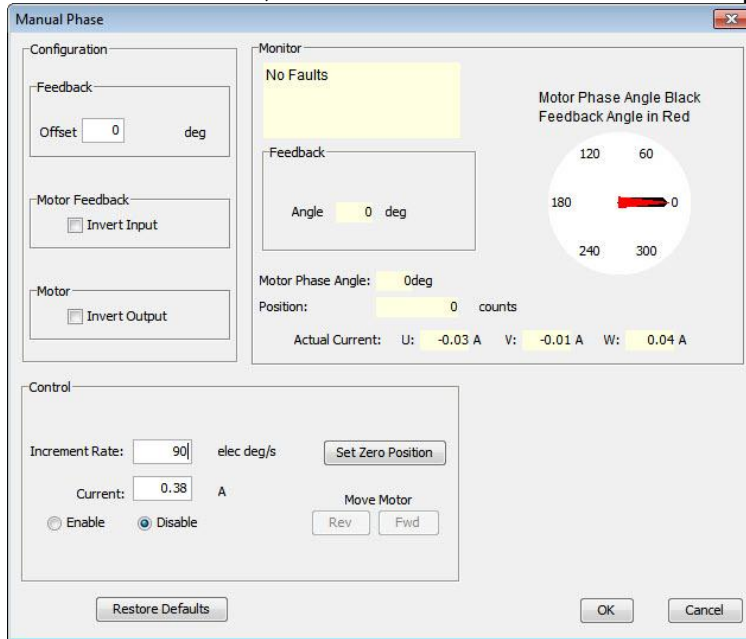 Manual Phase
Configuration
Feedback
Offset 0 deg
Motor Feedback
Invert Input
Motor
Invert Output
Monitor
No Faults
Feedback
Angle 0 deg
Motor Phase Angle Black
Feedback Angle in Red
120 60
180 0
240 300
Motor Phase Angle: 0deg
Position: 0 counts
Actual Current: U: -0.03 A V: -0.01 A W: 0.04 A
Control
Increment Rate: 90 elec deg/s Set Zero Position
Current: 0.38 A
Move Motor
Enable Disable Rev Fwd
Restore Defaults OK Cancel